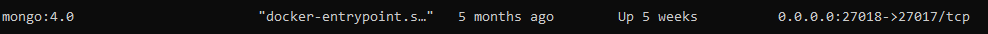 mongo:4.0 "docker-entrypoint.s…" 5 months ago Up 5 weeks 0.0.0.0:27018->27017/tcp